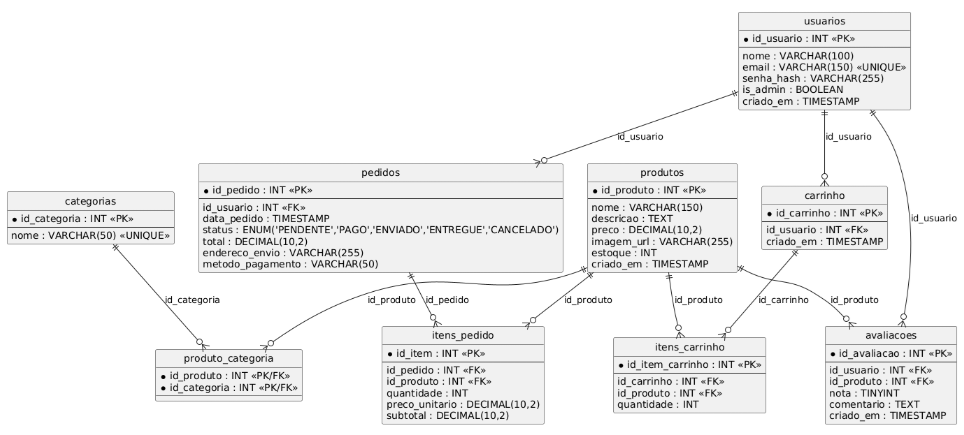 usuarios
id_usuario : INT «PK»
nome : VARCHAR(100)
email : VARCHAR(150) «UNIQUE»
senha_hash : VARCHAR(255)
is_admin : BOOLEAN
criado_em : TIMESTAMP
id_usuario
id_usuario
id_usuario
pedidos
id_pedido : INT «PK»
id_usuario : INT «FK»
data_pedido : TIMESTAMP
status : ENUM('PENDENTE','PAGO','ENVIADO','ENTREGUE','CANCELADO')
total : DECIMAL(10,2)
endereco_envio : VARCHAR(255)
metodo_pagamento : VARCHAR(50)
produtos
id_produto : INT «PK»
nome : VARCHAR(150)
descricao : TEXT
preco : DECIMAL(10,2)
imagem_url : VARCHAR(255)
estoque : INT
criado_em : TIMESTAMP
carrinho
id_carrinho : INT «PK»
id_usuario : INT «FK»
criado_em : TIMESTAMP
categorias
id_categoria : INT «PK»
nome : VARCHAR(50) «UNIQUE»
id_categoria
id_produto
id_pedido
id_produto
id_produto
id_carrinho
id_produto
produto_categoria
id_produto : INT «PK/FK»
id_categoria : INT «PK/FK»
itens_pedido
id_item : INT «PK»
id_pedido : INT «FK»
id_produto : INT «FK»
quantidade : INT
preco_unitario : DECIMAL(10,2)
subtotal : DECIMAL(10,2)
itens_carrinho
id_item_carrinho : INT «PK»
id_carrinho : INT «FK»
id_produto : INT «FK»
quantidade : INT
avaliacoes
id_avaliacao : INT «PK»
id_usuario : INT «FK»
id_produto : INT «FK»
nota : TINYINT
comentario : TEXT
criado_em : TIMESTAMP